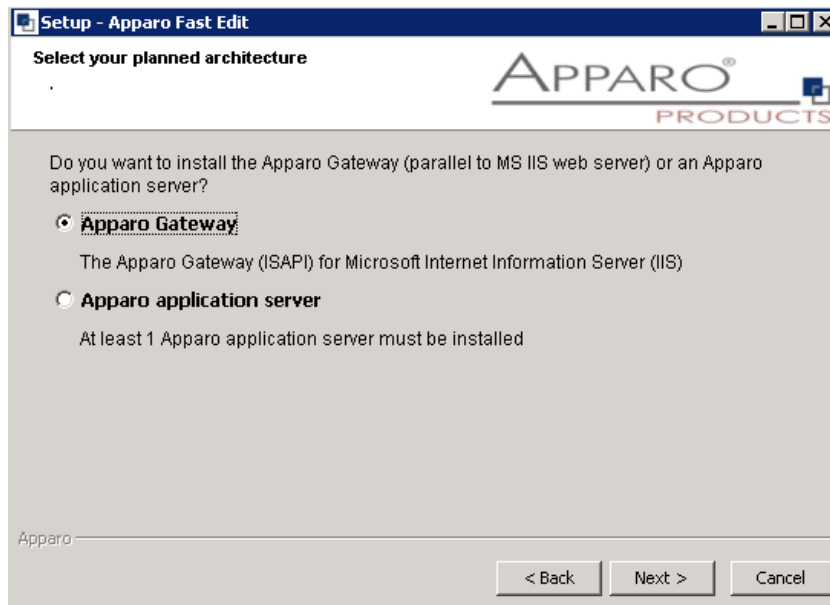 Setup - Apparo Fast Edit
Select your planned architecture
.
APPARO®
PRODUCTS
Do you want to install the Apparo Gateway (parallel to MS IIS web server) or an Apparo
application server?
Apparo Gateway
The Apparo Gateway (ISAPI) for Microsoft Internet Information Server (IIS)
Apparo application server
At least 1 Apparo application server must be installed
Apparo
< Back Next > Cancel